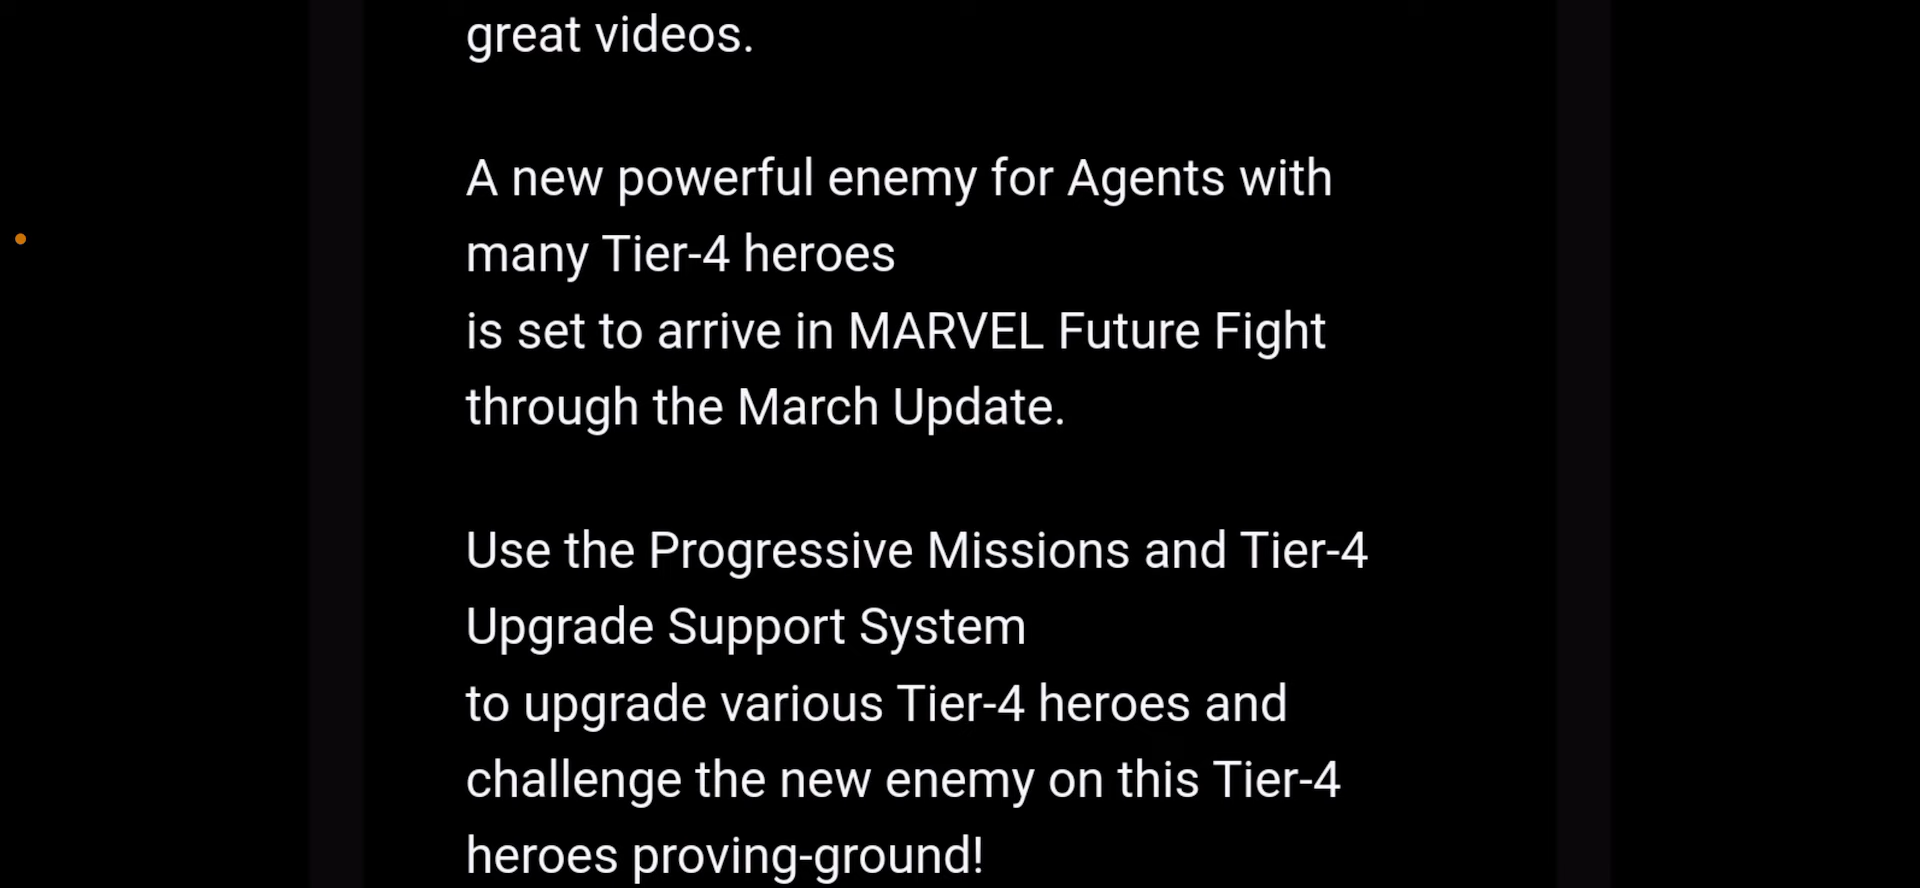 great videos.
A new powerful enemy for Agents with
many Tier-4 heroes
is set to arrive in MARVEL Future Fight
through the March Update.
Use the Progressive Missions and Tier-4
Upgrade Support System
to upgrade various Tier-4 heroes and
challenge the new enemy on this Tier-4
heroes proving-ground!